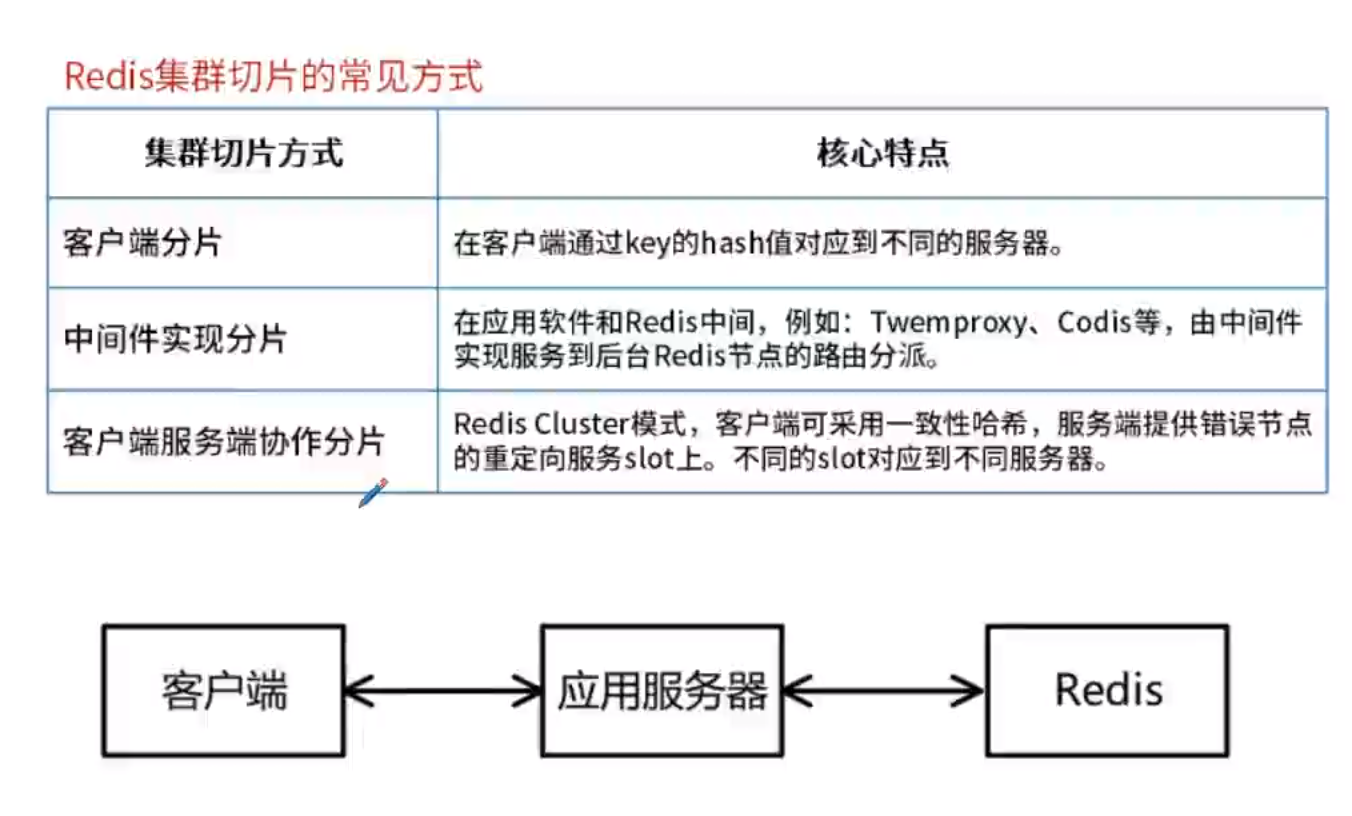 Redis集群切片的常见方式
集群切片方式
核心特点
客户端分片
在客户端通过key的hash值对应到不同的服务器。
中间件实现分片
在应用软件和Redis中间，例如：Twemproxy、Codis等，由中间件
实现服务到后台Redis节点的路由分派。
客户端服务端协作分片
Redis Cluster模式，客户端可采用一致性哈希，服务端提供错误节点
的重定向服务slot上。不同的slot对应到不同服务器。
客户端
应用服务器
Redis